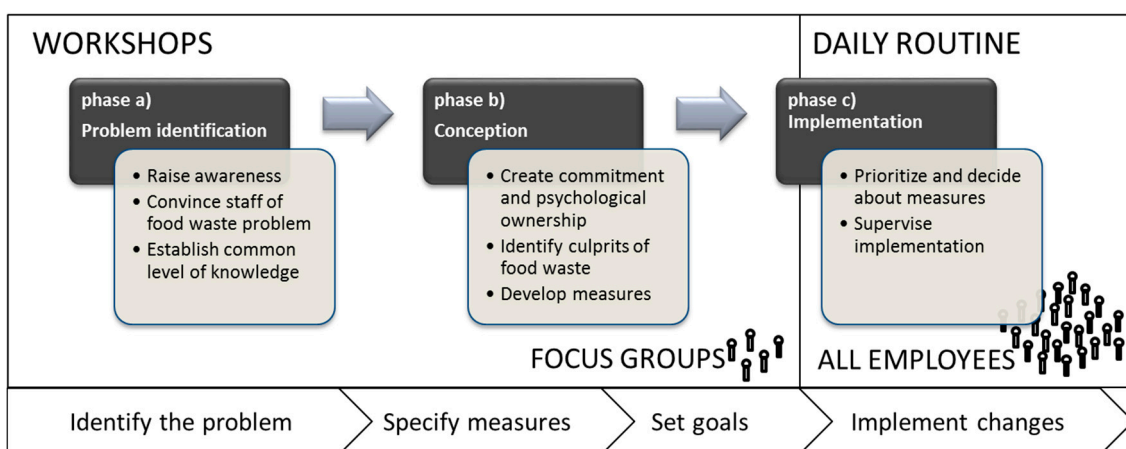 WORKSHOPS
DAILY ROUTINE
phase a)
Problem identification
• Raise awareness
• Convince staff of
food waste problem
• Establish common
level of knowledge
phase b)
Conception
• Create commitment
and psychological
ownership
• Identify culprits of
food waste
• Develop measures
phase c)
Implementation
• Prioritize and decide
about measures
• Supervise
implementation
FOCUS GROUPS
ALL EMPLOYEES
Identify the problem
Specify measures
Set goals
Implement changes